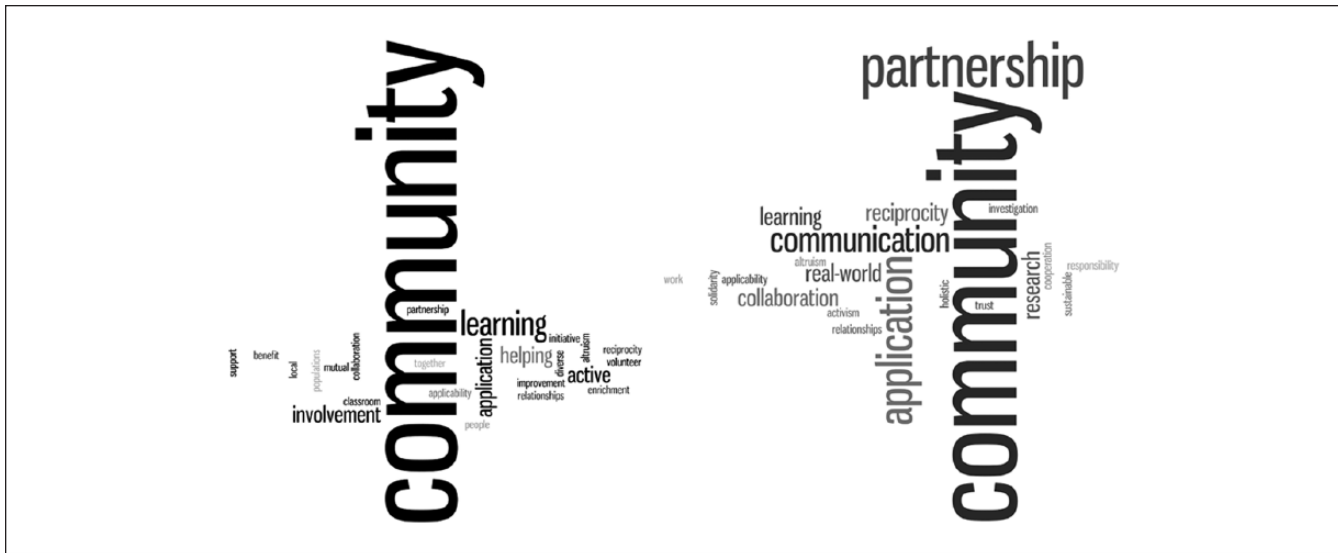 community
partnership
learning
initiative
altruism
reciprocity
volunteer
support
benefit
local
populations
mutual
collaboration
together
application
helping
diverse
active
improvement
relationships
enrichment
applicability
classroom
involvement
people
partnership
community
learning
reciprocity
investigation
communication
altruism
real-world
application
work
solidarity
applicability
collaboration
activism
relationships
holistic
trust
research
cooperation
responsibility
sustainable